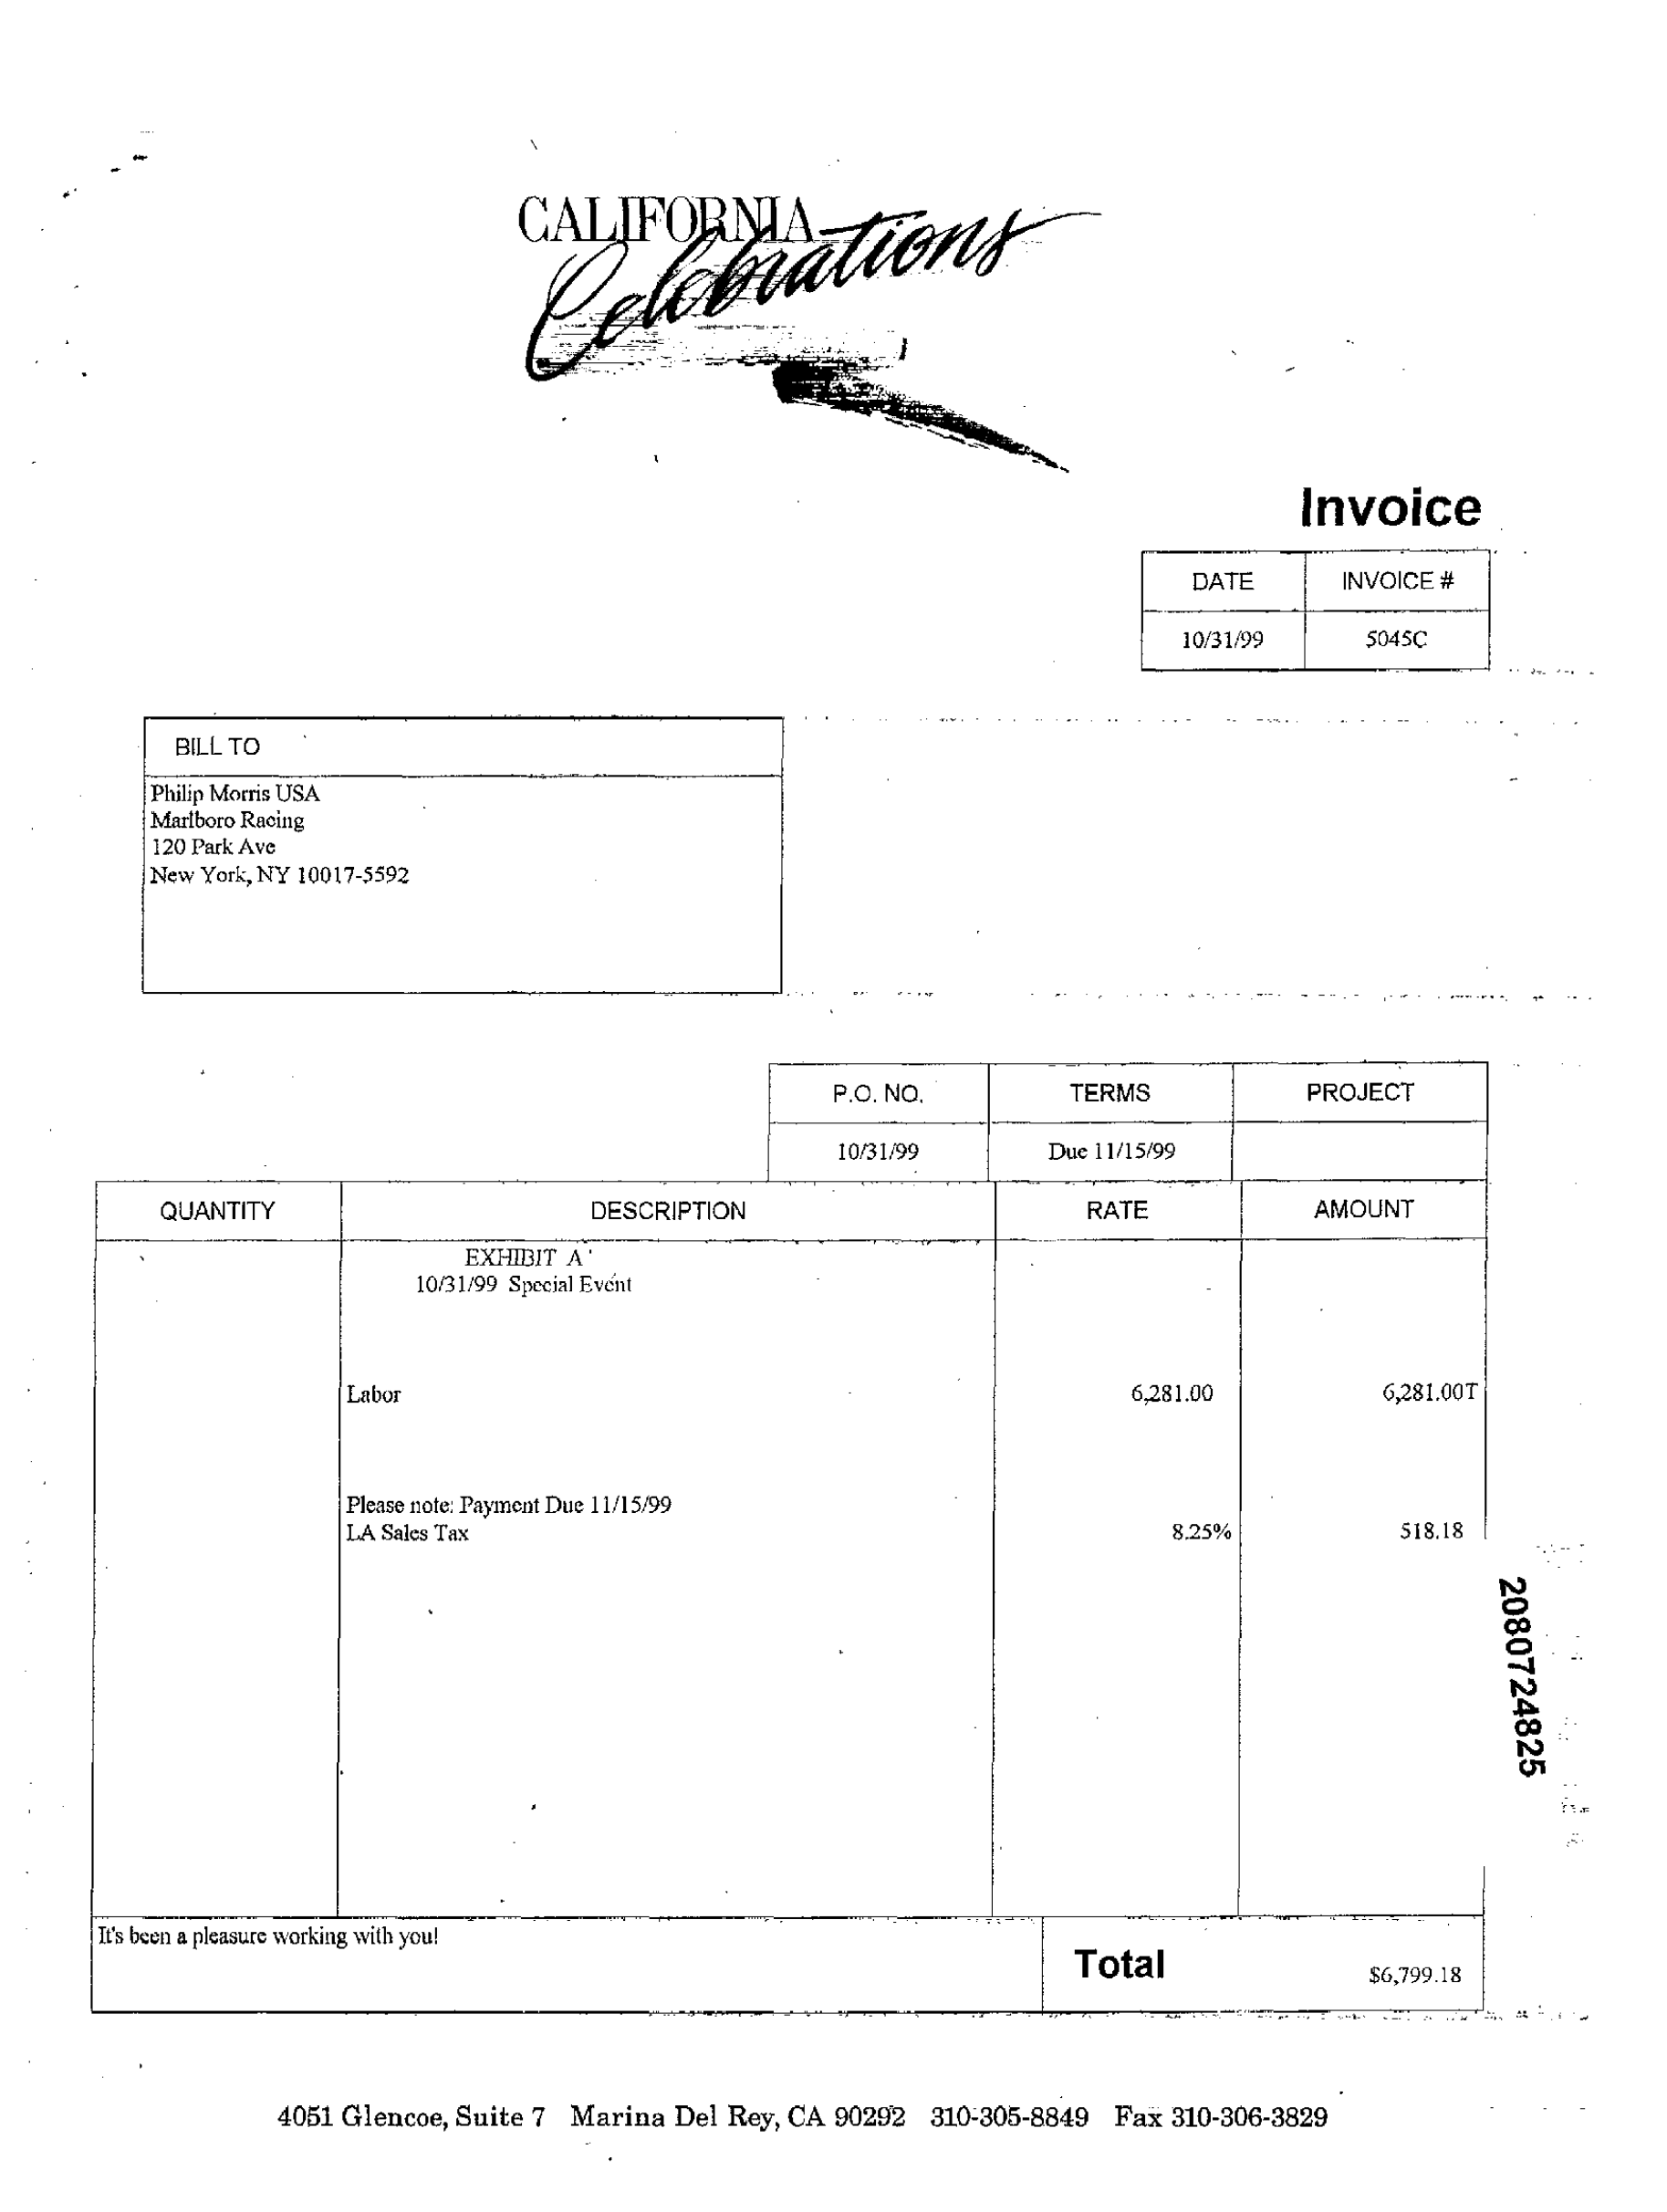 CALIFORNIA
Celebrations
Invoice
DATE INVOICE #
10/31/99 5045C
BILL TO
Philip Morris USA
Marlboro Racing
120 Park Ave
New York, NY 10017-5592
P.O. NO. TERMS PROJECT
10/31/99 Due 11/15/99
QUANTITY DESCRIPTION RATE AMOUNT
EXHIBIT A
10/31/99 Special Event
Labor 6,281.00 6,281.00T
Please note: Payment Due 11/15/99
LA Sales Tax 8.25% 518.18
2080724825
It's been a pleasure working with you!
Total $6,799.18
4051 Glencoe, Suite 7 Marina Del Rey, CA 90292 310-305-8849 Fax 310-306-3829